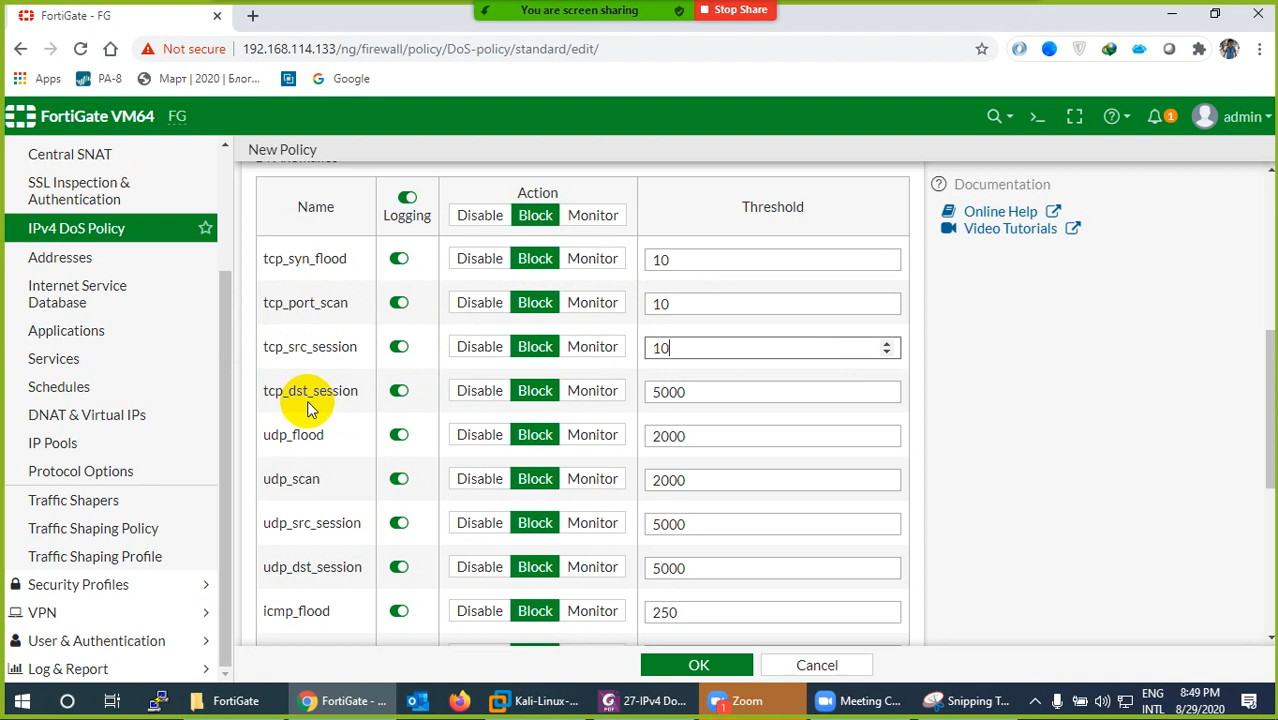 FortiGate - FG
You are screen sharing
Stop Share
Not secure
192.168.114.133/ng/firewall/policy/DoS-policy/standard/edit/
Apps
PA-8
Март | 2020 | Блог...
Google
FortiGate VM64
FG
1
admin
Central SNAT
SSL Inspection &
Authentication
IPv4 DoS Policy
Addresses
Internet Service
Database
Applications
Services
Schedules
DNAT & Virtual IPs
IP Pools
Protocol Options
Traffic Shapers
Traffic Shaping Policy
Traffic Shaping Profile
Security Profiles
VPN
User & Authentication
Log & Report
New Policy
Name
Logging
Action
Disable Block Monitor
Threshold
tcp_syn_flood Disable Block Monitor 10
tcp_port_scan Disable Block Monitor 10
tcp_src_session Disable Block Monitor 10
tcp_dst_session Disable Block Monitor 5000
udp_flood Disable Block Monitor 2000
udp_scan Disable Block Monitor 2000
udp_src_session Disable Block Monitor 5000
udp_dst_session Disable Block Monitor 5000
icmp_flood Disable Block Monitor 250
OK
Cancel
Documentation
Online Help
Video Tutorials
FortiGate
FortiGate - ...
Kali-Linux-...
27-IPv4 Do...
1
Zoom
Meeting C...
Snipping T...
ENG
INTL
8:49 PM
8/29/2020